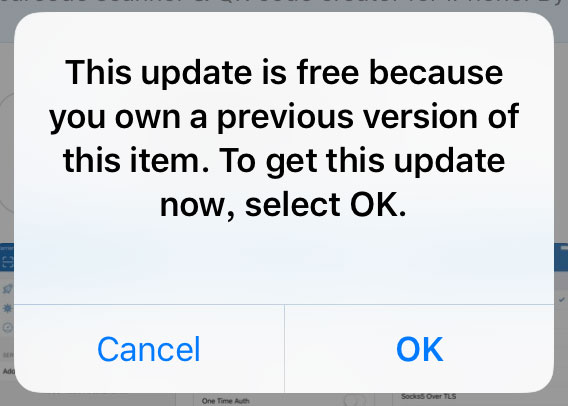 This update is free because
you own a previous version of
this item. To get this update
now, select OK.
Cancel
OK
One Time Auth
Socks5 Over TLS